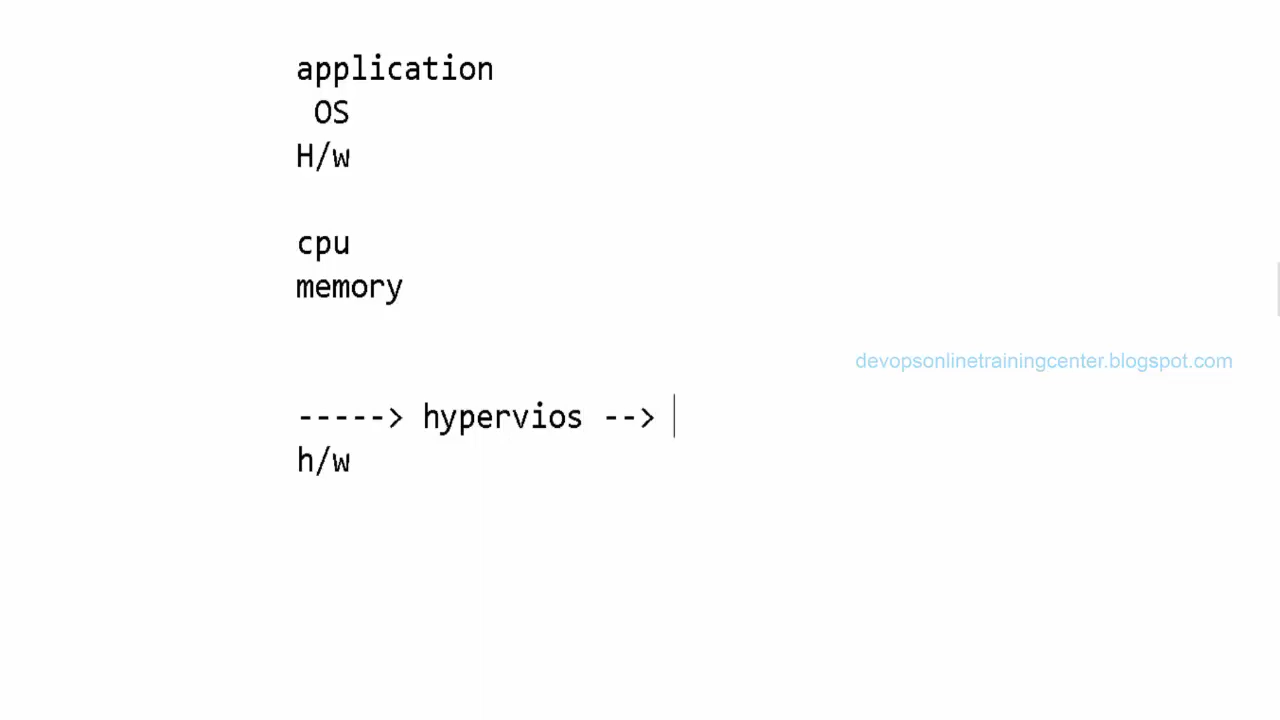 application
OS
H/w
cpu
memory
devopsonlinetrainingcenter.blogspot.com
-----> hypervios -->
h/w